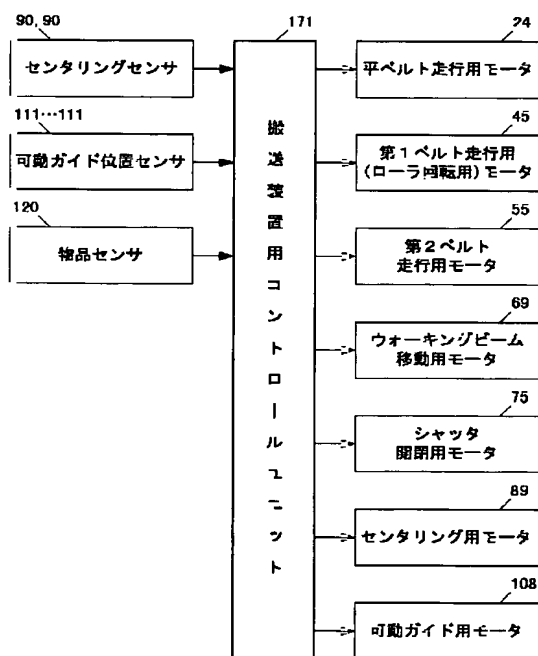 90, 90
センタリングセンサ
111…111
可動ガイド位置センサ
120
物品センサ
171
搬送装置用コントロールユニット
24
平ベルト走行用モータ
45
第1ベルト走行用
(ローラ回転用)モータ
55
第2ベルト
走行用モータ
69
ウォーキングビーム
移動用モータ
75
シャッタ
開閉用モータ
89
センタリング用モータ
108
可動ガイド用モータ